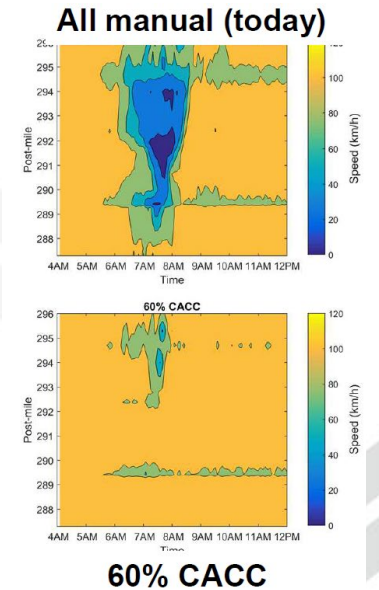 All manual (today)
296
120
295
294
293
292
291
290
289
288
Post-mile
100
80
60
40
20
0
Speed (km/h)
4AM 5AM 6AM 7AM 8AM 9AM 10AM 11AM 12PM
Time
60% CACC
296
295
294
293
292
291
290
289
288
Post-mile
120
100
80
60
40
20
0
Speed (km/h)
4AM 5AM 6AM 7AM 8AM 9AM 10AM 11AM 12PM
Time
60% CACC